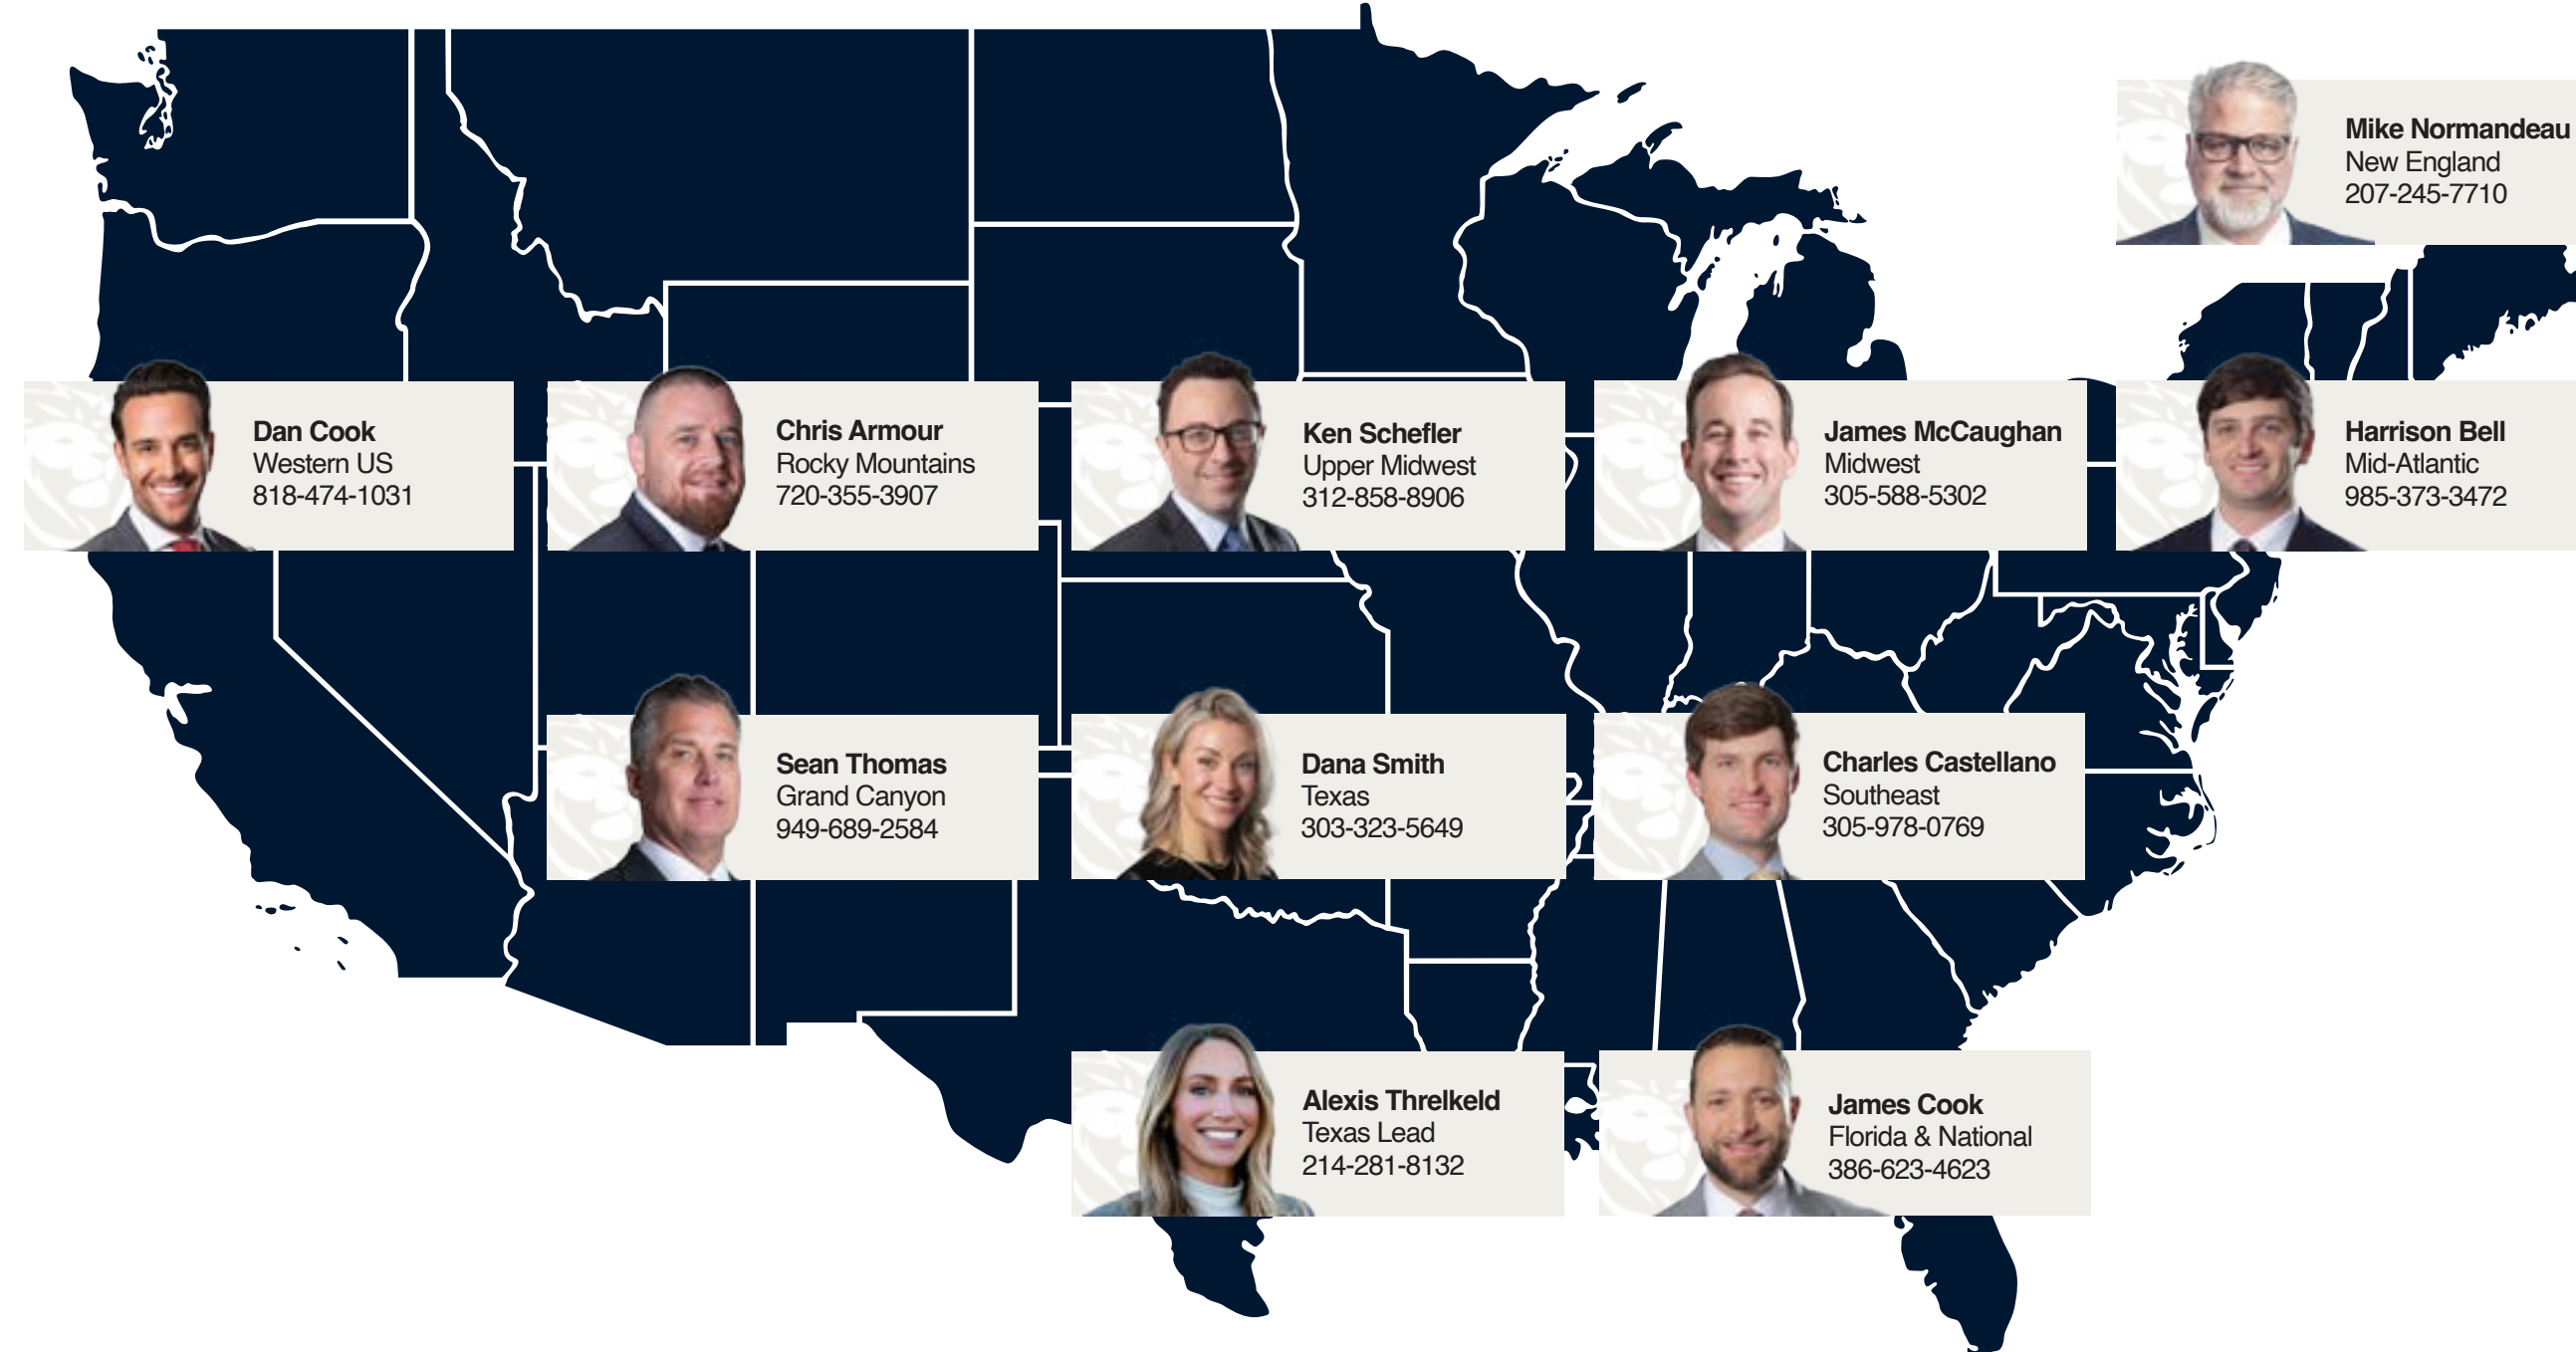 Mike Normandeau
New England
207-245-7710
Dan Cook
Western US
818-474-1031
Chris Armour
Rocky Mountains
720-355-3907
Ken Schefler
Upper Midwest
312-858-8906
James McCaughan
Midwest
305-588-5302
Harrison Bell
Mid-Atlantic
985-373-3472
Sean Thomas
Grand Canyon
949-689-2584
Dana Smith
Texas
303-323-5649
Charles Castellano
Southeast
305-978-0769
Alexis Threlkeld
Texas Lead
214-281-8132
James Cook
Florida & National
386-623-4623